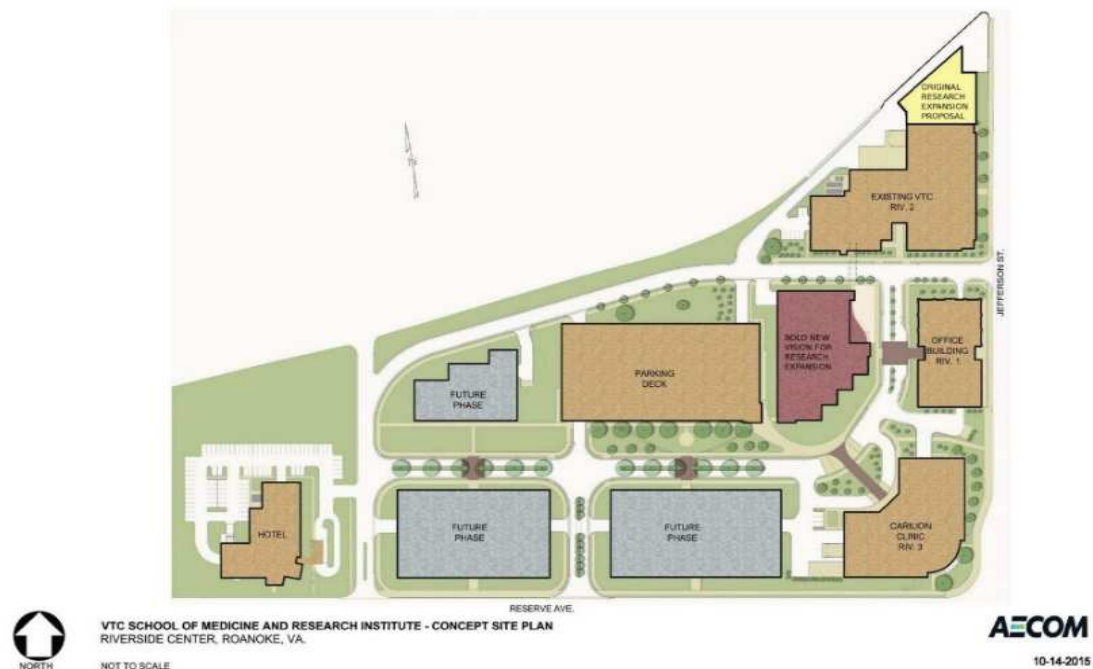 ORIGINAL
RESEARCH
EXPANSION
PROPOSAL
EXISTING VTC
RIV. 2
JEFFERSON ST.
BOLD NEW
VISION FOR
RESEARCH
EXPANSION
OFFICE
BUILDING
RIV. 1
PARKING
DECK
FUTURE
PHASE
HOTEL
FUTURE
PHASE
FUTURE
PHASE
CARILION
CLINIC
RIV. 3
RESERVE AVE.
NORTH
VTC SCHOOL OF MEDICINE AND RESEARCH INSTITUTE - CONCEPT SITE PLAN
RIVERSIDE CENTER, ROANOKE, VA.
NOT TO SCALE
AECOM
10-14-2015